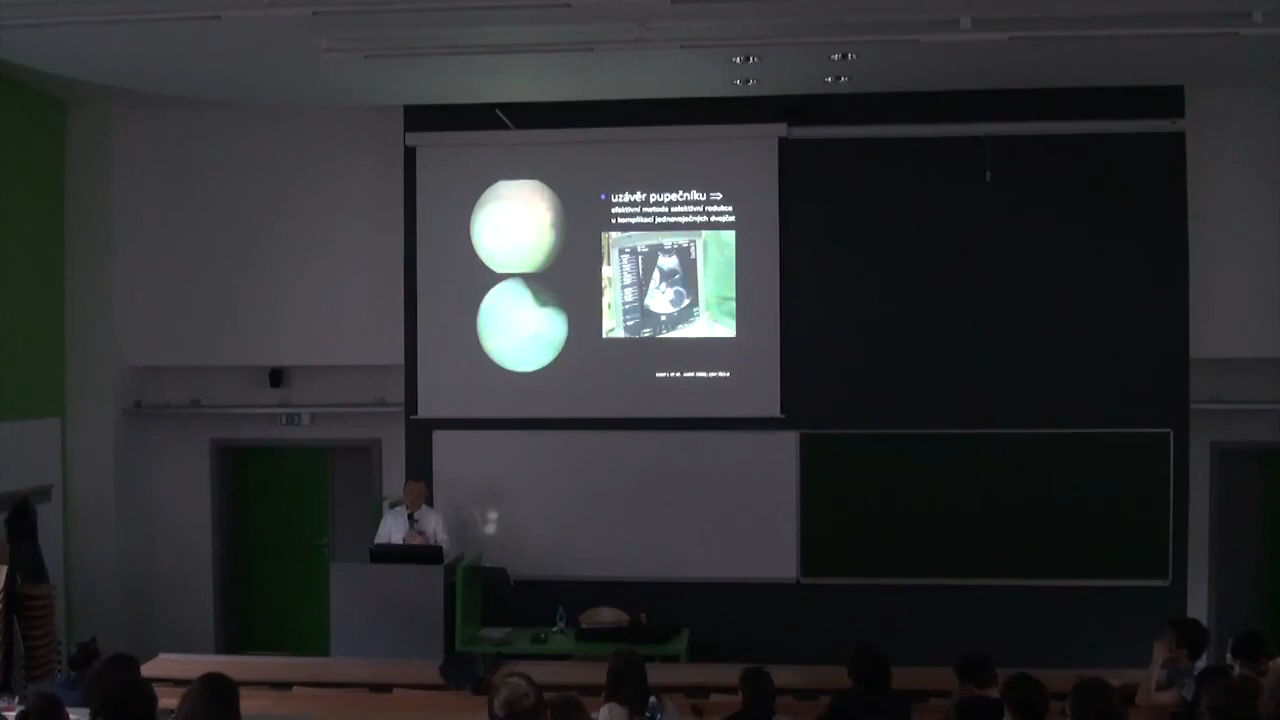 uzávěr pupečníku ⇒
efektivní metoda selektivní redukce
u komplikací jednovaječných dvojčat